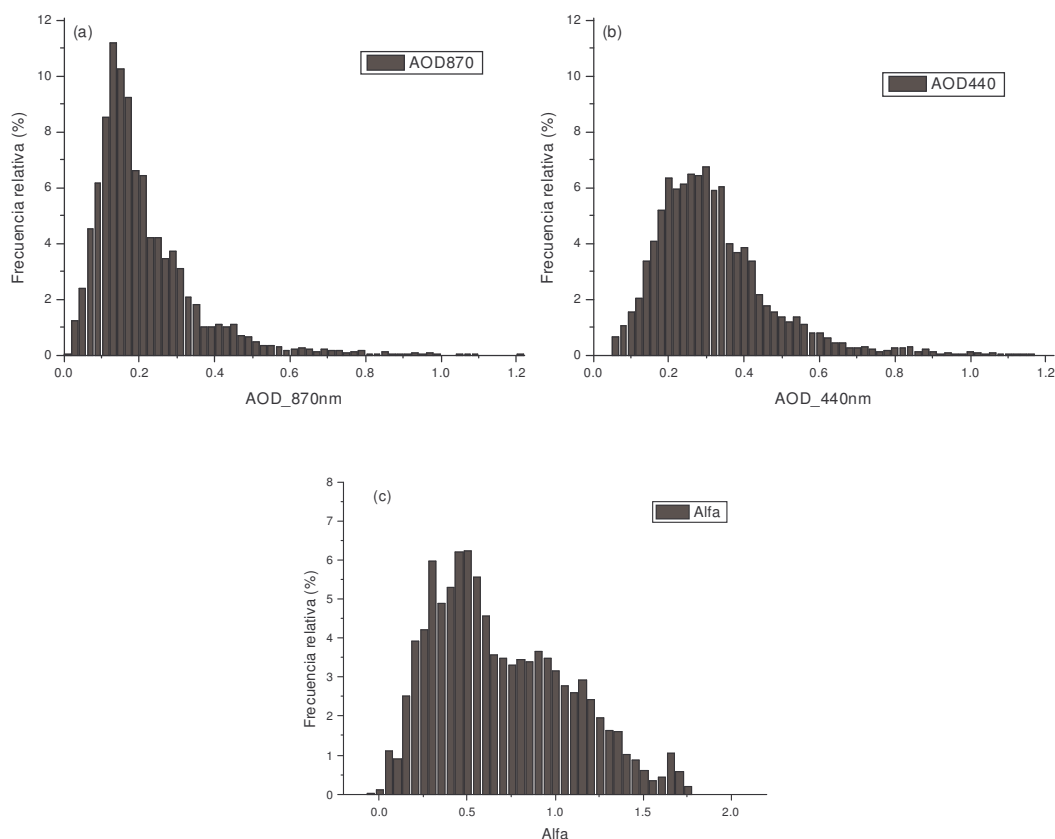 (a)
AOD870
Frecuencia relativa (%)
12
10
8
6
4
2
0
0.0 0.2 0.4 0.6 0.8 1.0 1.2
AOD_870nm
(b)
AOD440
Frecuencia relativa (%)
12
10
8
6
4
2
0
0.0 0.2 0.4 0.6 0.8 1.0 1.2
AOD_440nm
(c)
Alfa
Frecuencia relativa (%)
8
7
6
5
4
3
2
1
0
0.0 0.5 1.0 1.5 2.0
Alfa